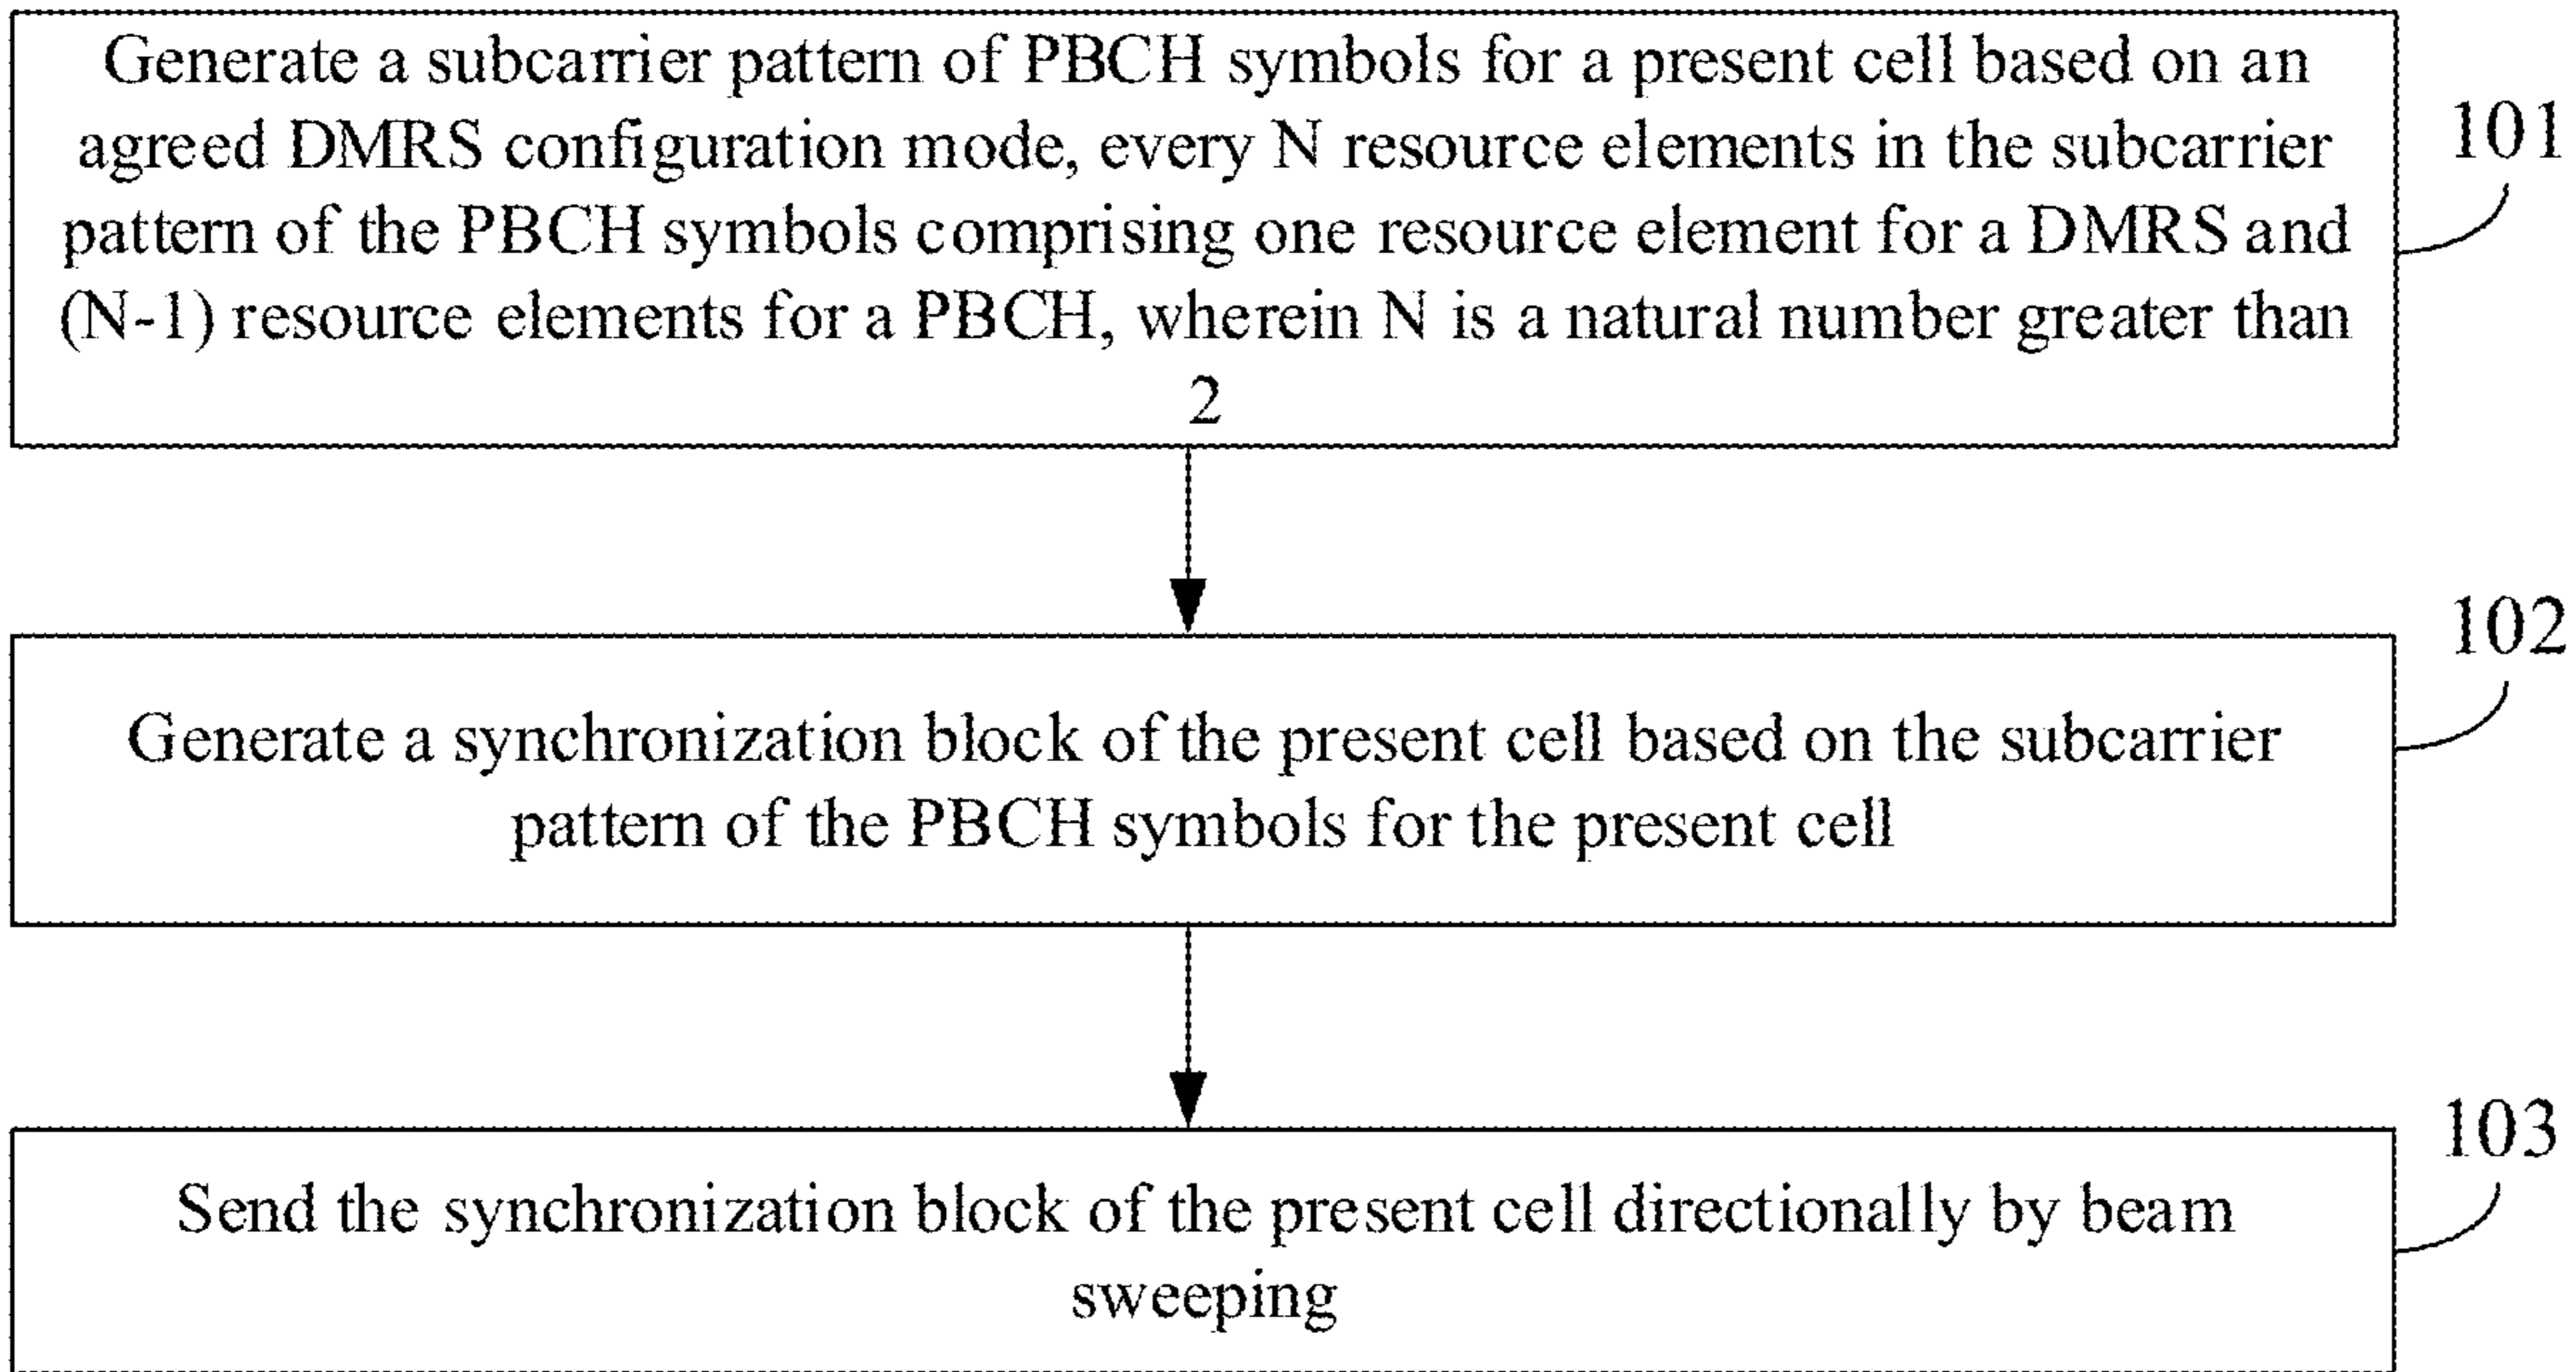 Generate a subcarrier pattern of PBCH symbols for a present cell based on an
agreed DMRS configuration mode, every N resource elements in the subcarrier
pattern of the PBCH symbols comprising one resource element for a DMRS and
(N-1) resource elements for a PBCH, wherein N is a natural number greater than
2
101
Generate a synchronization block of the present cell based on the subcarrier
pattern of the PBCH symbols for the present cell
102
Send the synchronization block of the present cell directionally by beam
sweeping
103